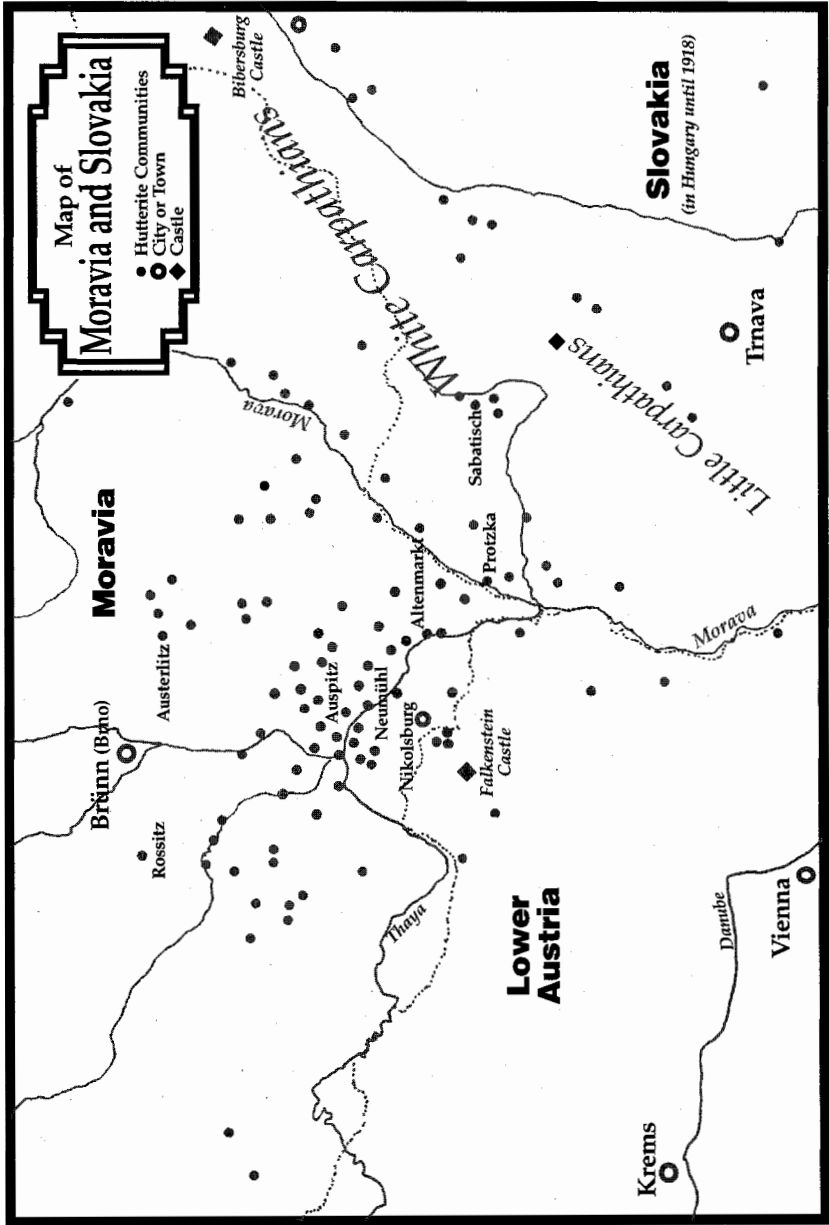 Map of
Moravia and Slovakia
Hutterite Communities
City or Town
Castle
Bibersburg
Castle
White Carpathians
Slovakia
(in Hungary until 1918)
Moravia
Morava
Little Carpathians
Trnava
Sabatisch
Protzka
Altenmarkt
Austerlitz
Auspitz
Neumühl
Nikolsburg
Falkenstein
Castle
Morava
Brünn (Brno)
Rossitz
Thaya
Lower
Austria
Danube
Vienna
Krems